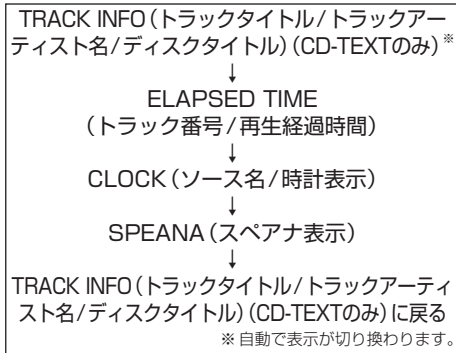 TRACK INFO（トラックタイトル/トラックアー
ティスト名/ディスクタイトル）（CD-TEXTのみ）※
↓
ELAPSED TIME
（トラック番号/再生経過時間）
↓
CLOCK（ソース名/時計表示）
↓
SPEANA（スペアナ表示）
↓
TRACK INFO（トラックタイトル/トラックアーティ
スト名/ディスクタイトル）（CD-TEXTのみ）に戻る
※自動で表示が切り換わります。